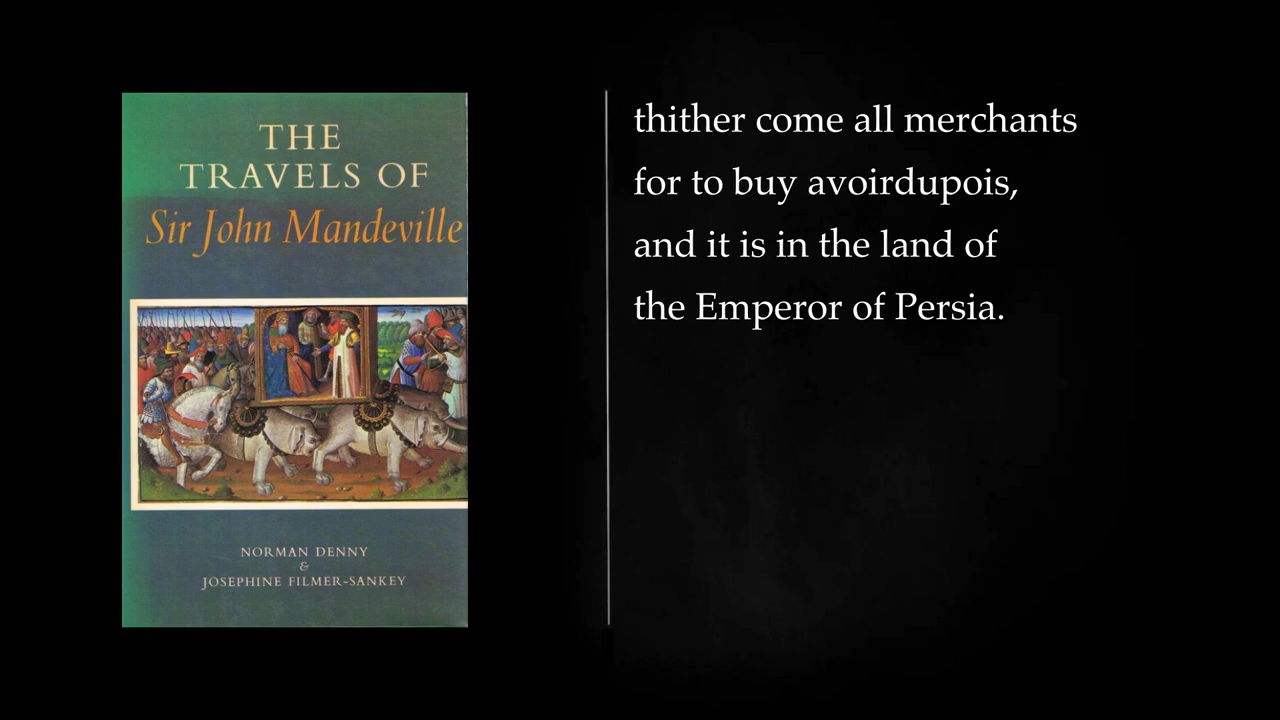 THE
TRAVELS OF
Sir John Mandeville
NORMAN DENNY
&
JOSEPHINE FILMER-SANKEY
thither come all merchants
for to buy avoirdupois,
and it is in the land of
the Emperor of Persia.